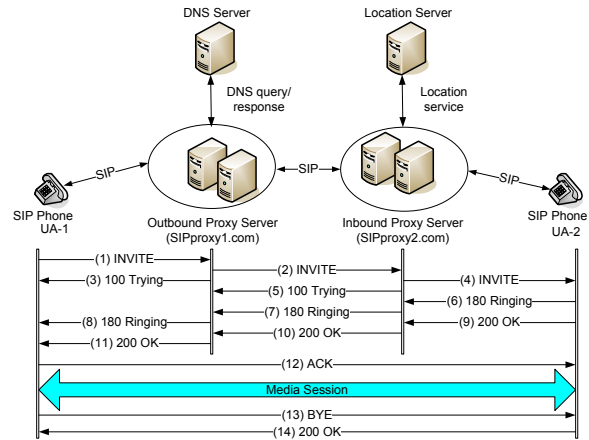 DNS Server
Location Server
DNS query/
response
Location
service
SIP
SIP
SIP
SIP Phone
UA-1
Outbound Proxy Server
(SIPproxy1.com)
Inbound Proxy Server
(SIPproxy2.com)
SIP Phone
UA-2
(1) INVITE
(2) INVITE
(3) 100 Trying
(4) INVITE
(5) 100 Trying
(6) 180 Ringing
(7) 180 Ringing
(8) 180 Ringing
(9) 200 OK
(10) 200 OK
(11) 200 OK
(12) ACK
Media Session
(13) BYE
(14) 200 OK